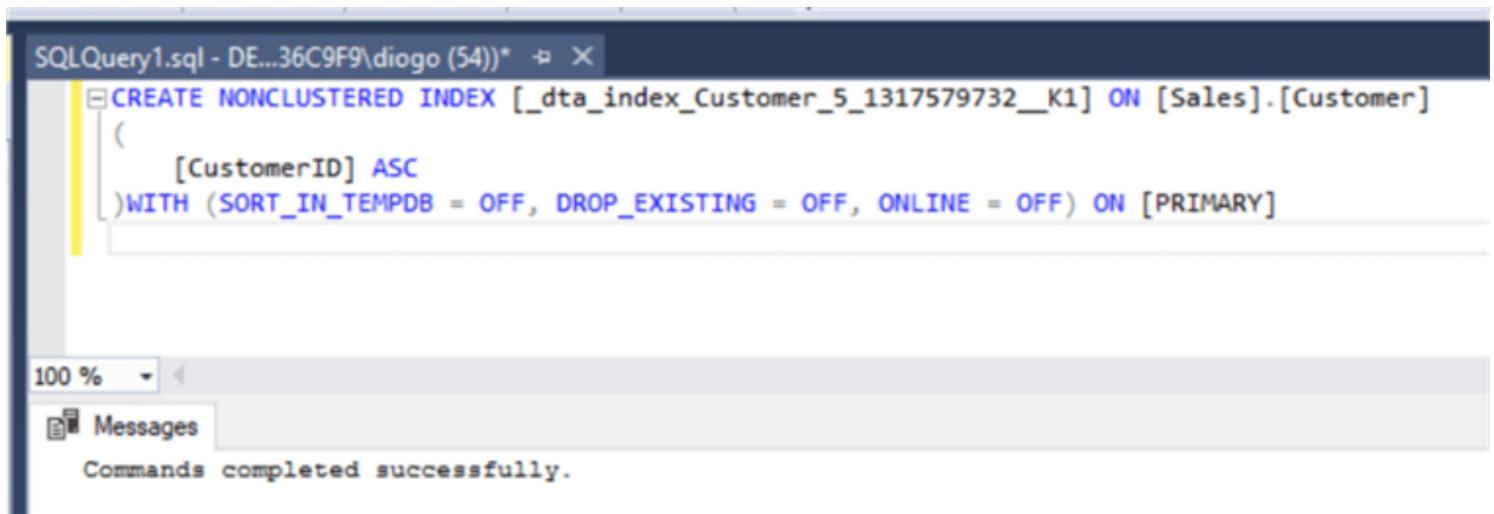 SQLQuery1.sql - DE...36C9F9\diogo (54))*
CREATE NONCLUSTERED INDEX [_dta_index_Customer_5_1317579732__K1] ON [Sales].[Customer]
(
[CustomerID] ASC
)WITH (SORT_IN_TEMPDB = OFF, DROP_EXISTING = OFF, ONLINE = OFF) ON [PRIMARY]
100 %
Messages
Commands completed successfully.